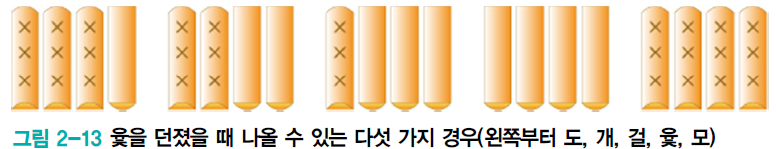 그림 2-13 윷을 던졌을 때 나올 수 있는 다섯 가지 경우(왼쪽부터 도, 개, 걸, 윷, 모)